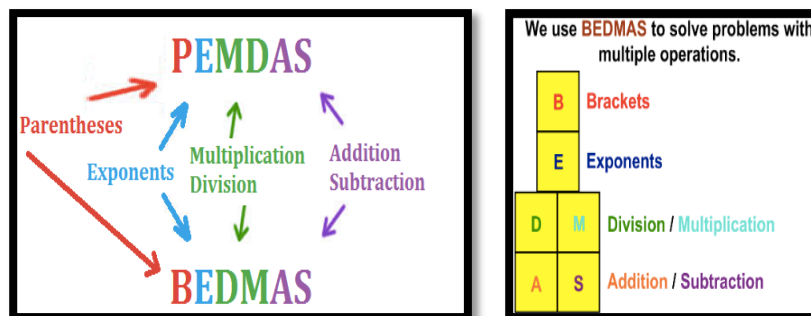 PEMDAS
Parentheses
Exponents
Multiplication
Division
Addition
Subtraction
BEDMAS
We use BEDMAS to solve problems with
multiple operations.
B Brackets
E Exponents
D M Division / Multiplication
A S Addition / Subtraction